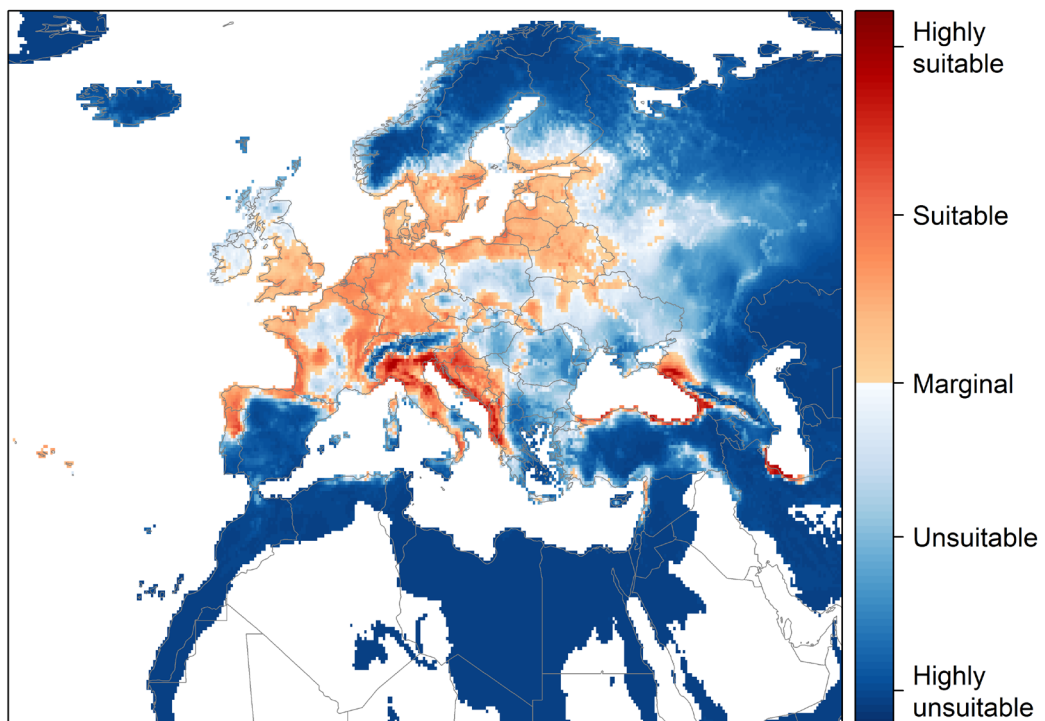 Highly
suitable
Suitable
Marginal
Unsuitable
Highly
unsuitable